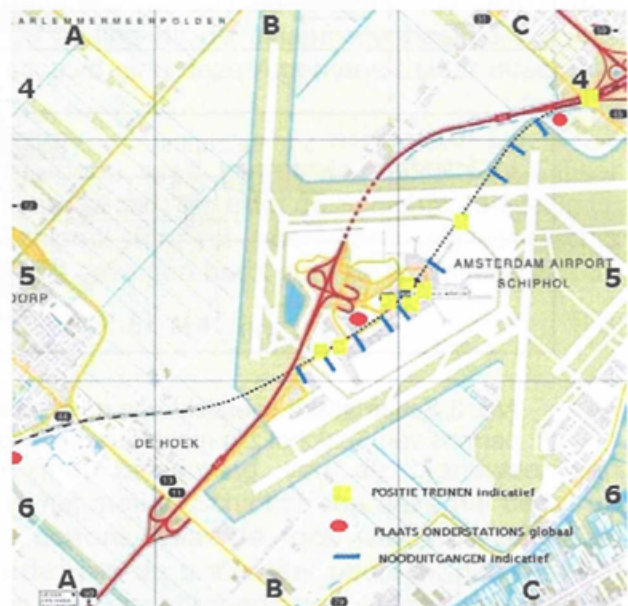 ARLEMMERMEERPOLDER
A
B
C
4
4
AMSTERDAM AIRPORT
SCHIPHOL
5
5
DORP
DE HOEK
6
6
POSITIE TREINEN indicatief
PLAATS ONDERSTATIONS globaal
NOODUITGANGEN indicatief
A
B
C